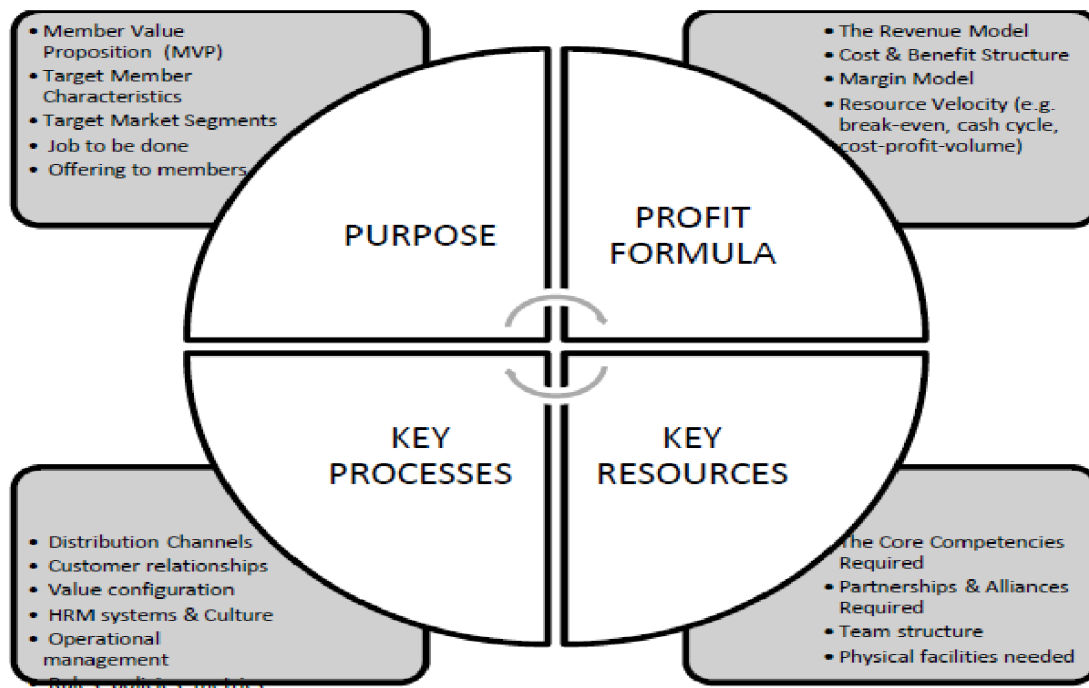 • Member Value
Proposition (MVP)
• Target Member
Characteristics
• Target Market Segments
• Job to be done
• Offering to members
• The Revenue Model
• Cost & Benefit Structure
• Margin Model
• Resource Velocity (e.g.
break-even, cash cycle,
cost-profit-volume)
PURPOSE
PROFIT
FORMULA
KEY
PROCESSES
KEY
RESOURCES
• Distribution Channels
• Customer relationships
• Value configuration
• HRM systems & Culture
• Operational
management
The Core Competencies
Required
• Partnerships & Alliances
Required
• Team structure
• Physical facilities needed